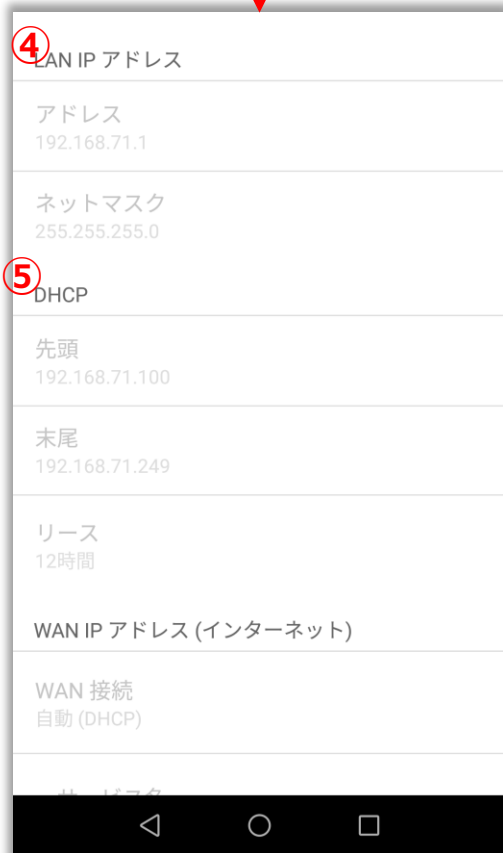 ④
LAN IP アドレス
アドレス
192.168.71.1
ネットマスク
255.255.255.0
⑤
DHCP
先頭
192.168.71.100
末尾
192.168.71.249
リース
12時間
WAN IP アドレス (インターネット)
WAN 接続
自動 (DHCP)